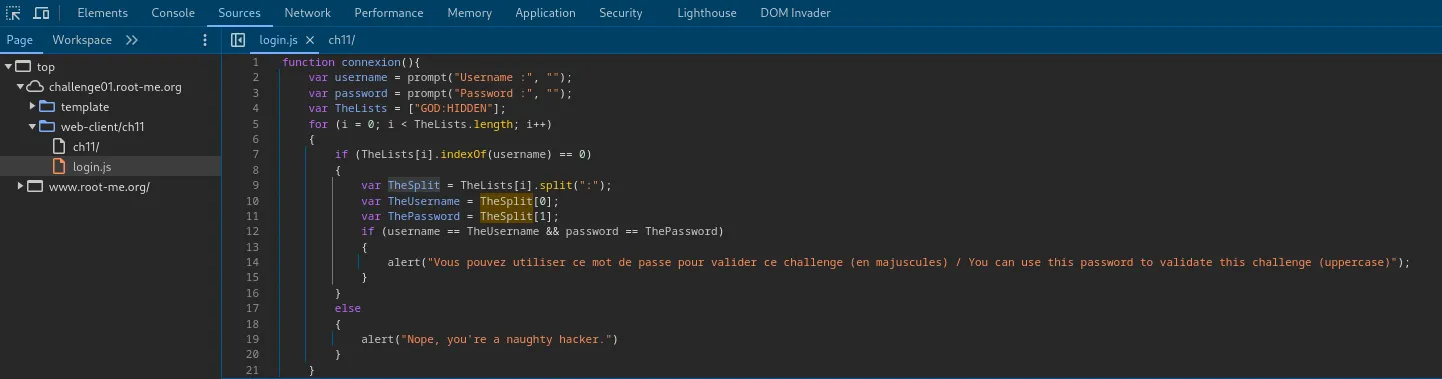 Elements Console Sources Network Performance Memory Application Security Lighthouse DOM Invader
Page Workspace login.js ch11/
top
challenge01.root-me.org
template
web-client/ch11
ch11/
login.js
www.root-me.org/
1 function connexion(){
2 var username = prompt("Username :", "");
3 var password = prompt("Password :", "");
4 var TheLists = ["GOD:HIDDEN"];
5 for (i = 0; i < TheLists.length; i++)
6 {
7 if (TheLists[i].indexOf(username) == 0)
8 {
9 var TheSplit = TheLists[i].split(":");
10 var TheUsername = TheSplit[0];
11 var ThePassword = TheSplit[1];
12 if (username == TheUsername && password == ThePassword)
13 {
14 alert("Vous pouvez utiliser ce mot de passe pour valider ce challenge (en majuscules) / You can use this password to validate this challenge (uppercase)");
15 }
16 }
17 else
18 {
19 alert("Nope, you're a naughty hacker.")
20 }
21 }